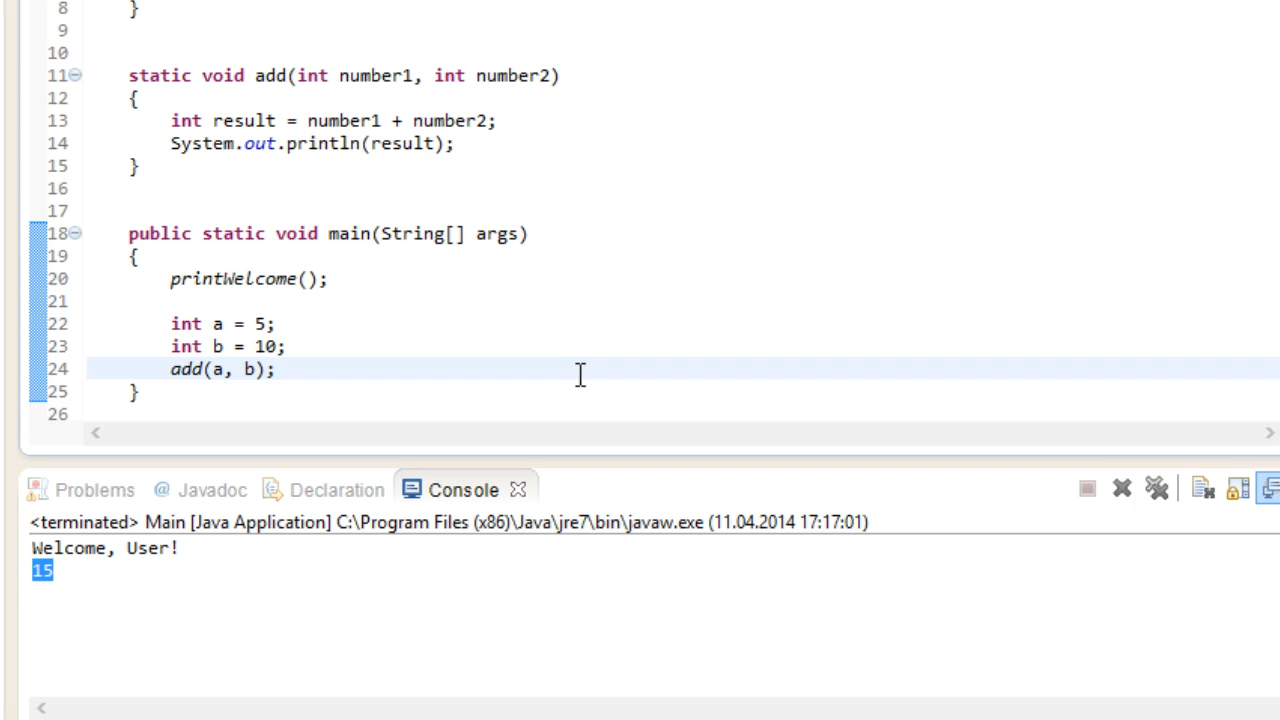 8 }
9
10
11 static void add(int number1, int number2)
12 {
13 int result = number1 + number2;
14 System.out.println(result);
15 }
16
17
18 public static void main(String[] args)
19 {
20 printWelcome();
21
22 int a = 5;
23 int b = 10;
24 add(a, b);
25 }
26
Problems @ Javadoc Declaration Console
<terminated> Main [Java Application] C:\Program Files (x86)\Java\jre7\bin\javaw.exe (11.04.2014 17:17:01)
Welcome, User!
15